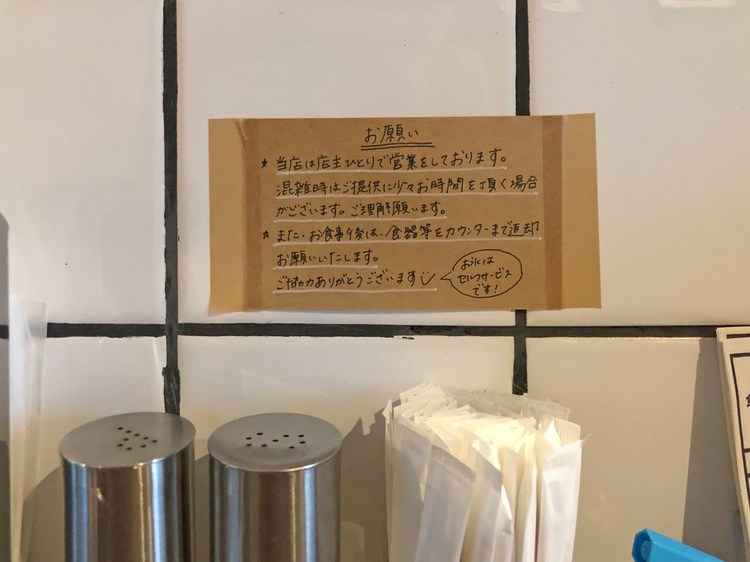 お願い
★ 当店は店主ひとりで営業をしております。
混雑時はご提供に少々お時間を頂く場合
がございます。ご理解願います。
★ また、お食事後は、食器等をカウンターまで返却
お願いいたします。
ご協力ありがとうございます
お水は
セルフサービス
です！